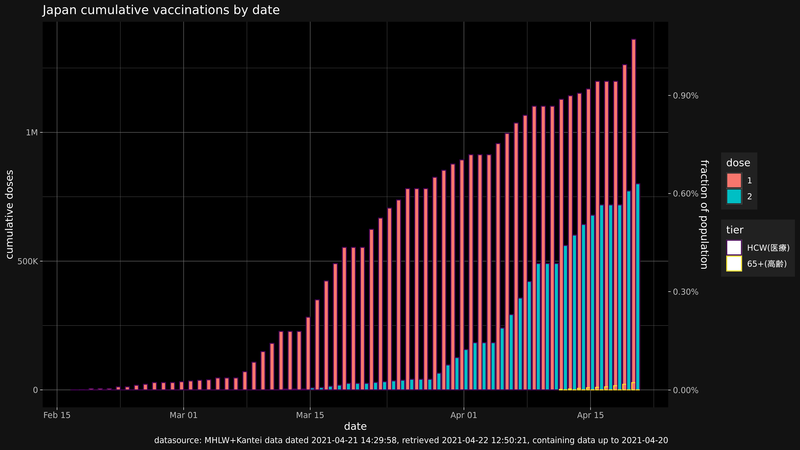 Japan cumulative vaccinations by date
cumulative doses
1M
500K
0
0.90%
0.60%
0.30%
0.00%
fraction of population
Feb 15
Mar 01
Mar 15
Apr 01
Apr 15
date
dose
1
2
tier
HCW(医療)
65+(高齢)
datasource: MHLW+Kantei data dated 2021-04-21 14:29:58, retrieved 2021-04-22 12:50:21, containing data up to 2021-04-20